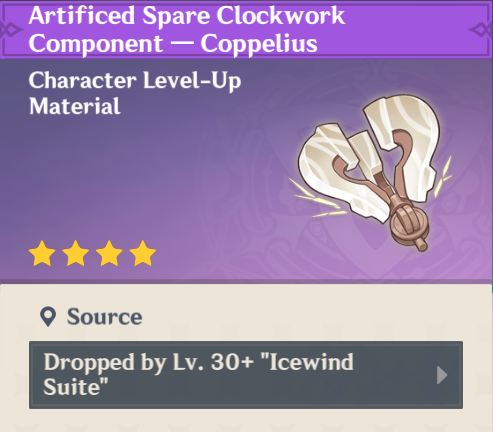 Artificed Spare Clockwork
Component — Coppelius
Character Level-Up
Material
Source
Dropped by Lv. 30+ "Icewind
Suite"